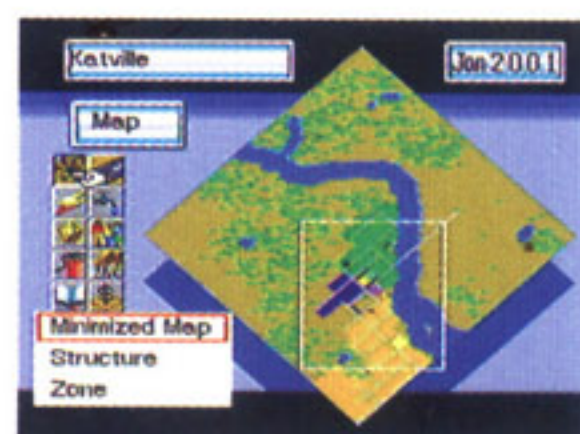 Katville
Jan 2001
Map
Minimized Map
Structure
Zone